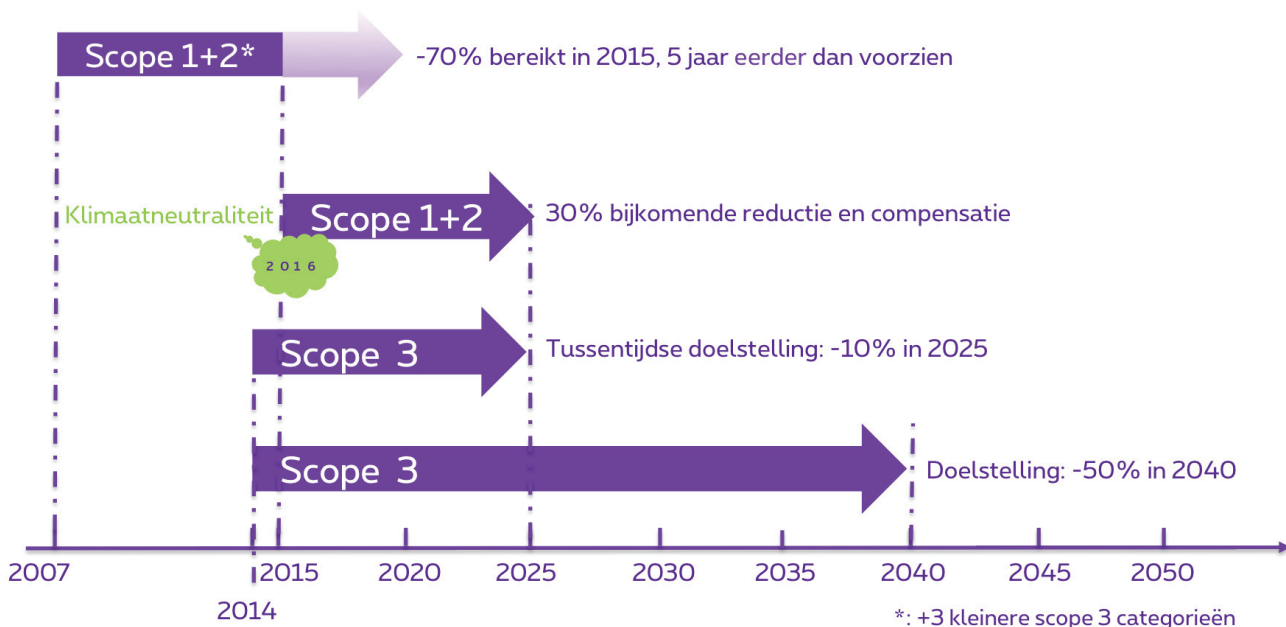 Scope 1+2*
-70% bereikt in 2015, 5 jaar eerder dan voorzien
Klimaatneutraliteit
Scope 1+2
30% bijkomende reductie en compensatie
2016
Scope 3
Tussentijdse doelstelling: -10% in 2025
Scope 3
Doelstelling: -50% in 2040
2007
2015
2020
2025
2030
2035
2040
2045
2050
2014
*: +3 kleinere scope 3 categorieën